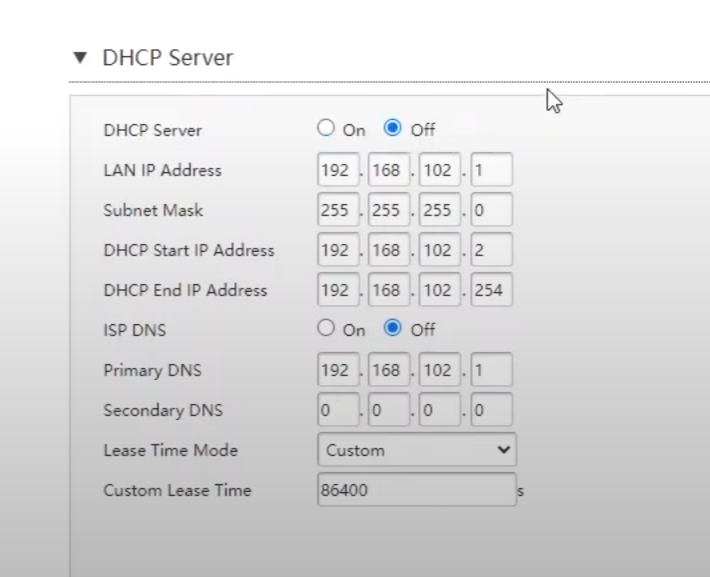 DHCP Server
DHCP Server On Off
LAN IP Address 192 . 168 . 102 . 1
Subnet Mask 255 . 255 . 255 . 0
DHCP Start IP Address 192 . 168 . 102 . 2
DHCP End IP Address 192 . 168 . 102 . 254
ISP DNS On Off
Primary DNS 192 . 168 . 102 . 1
Secondary DNS 0 . 0 . 0 . 0
Lease Time Mode Custom
Custom Lease Time 86400 s